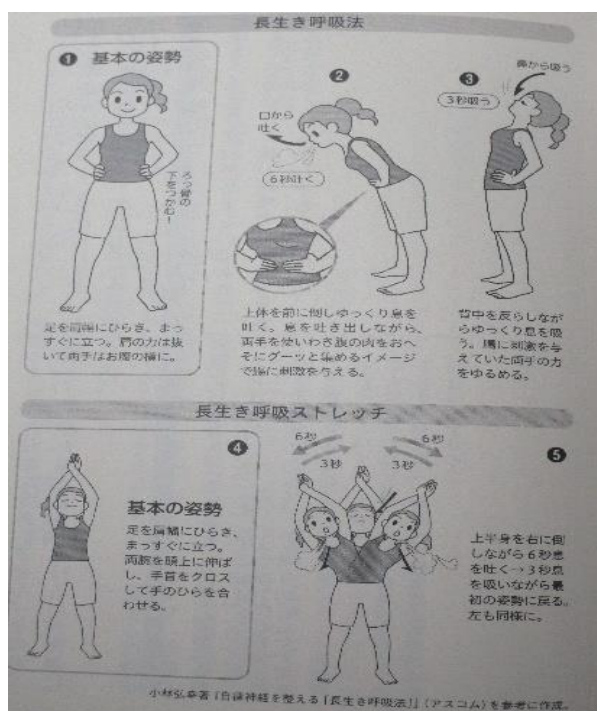 長生き呼吸法
❶ 基本の姿勢
ろっ骨の
下をつかむ！
足を肩幅にひらき、まっ
すぐに立つ。肩の力は抜
いて両手はお腹の横に。
❷
口から
吐く
6秒吐く
上体を前に倒しゆっくり息を
吐く。息を吐き出しながら、
両手を使いわき腹の肉をおへ
そにグーッと集めるイメージ
で腸に刺激を与える。
❸
鼻から吸う
3秒吸う
背中を反らしなが
らゆっくり息を吸
う。腸に刺激を与
えていた両手の力
をゆるめる。
長生き呼吸ストレッチ
❹
基本の姿勢
足を肩幅にひらき、
まっすぐに立つ。
両腕を頭上に伸ば
し、手首をクロス
して手のひらを合
わせる。
❺
6秒
3秒
6秒
3秒
上半身を右に倒
しながら6秒息
を吐く→3秒息
を吸いながら最
初の姿勢に戻る。
左も同様に。
小林弘幸著『自律神経を整える「長生き呼吸法」』（アスコム）を参考に作成。